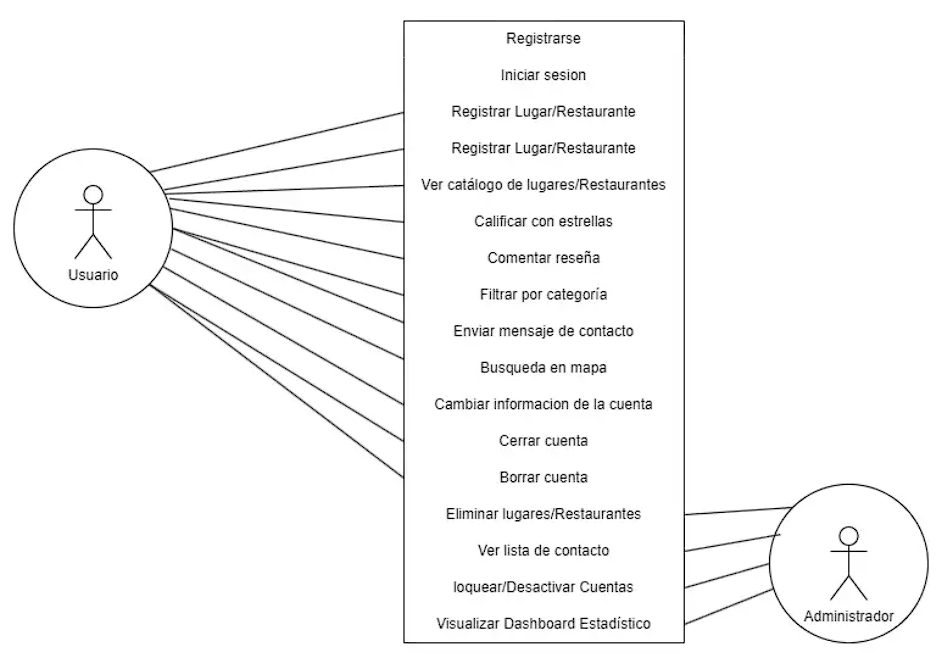 Registrarse
Iniciar sesion
Registrar Lugar/Restaurante
Registrar Lugar/Restaurante
Ver catálogo de lugares/Restaurantes
Calificar con estrellas
Comentar reseña
Filtrar por categoría
Enviar mensaje de contacto
Busqueda en mapa
Cambiar informacion de la cuenta
Cerrar cuenta
Borrar cuenta
Eliminar lugares/Restaurantes
Ver lista de contacto
loquear/Desactivar Cuentas
Visualizar Dashboard Estadístico
Usuario
Administrador